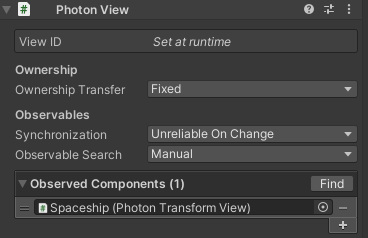 Photon View
View ID Set at runtime
Ownership
Ownership Transfer Fixed
Observables
Synchronization Unreliable On Change
Observable Search Manual
Observed Components (1) Find
Spaceship (Photon Transform View)